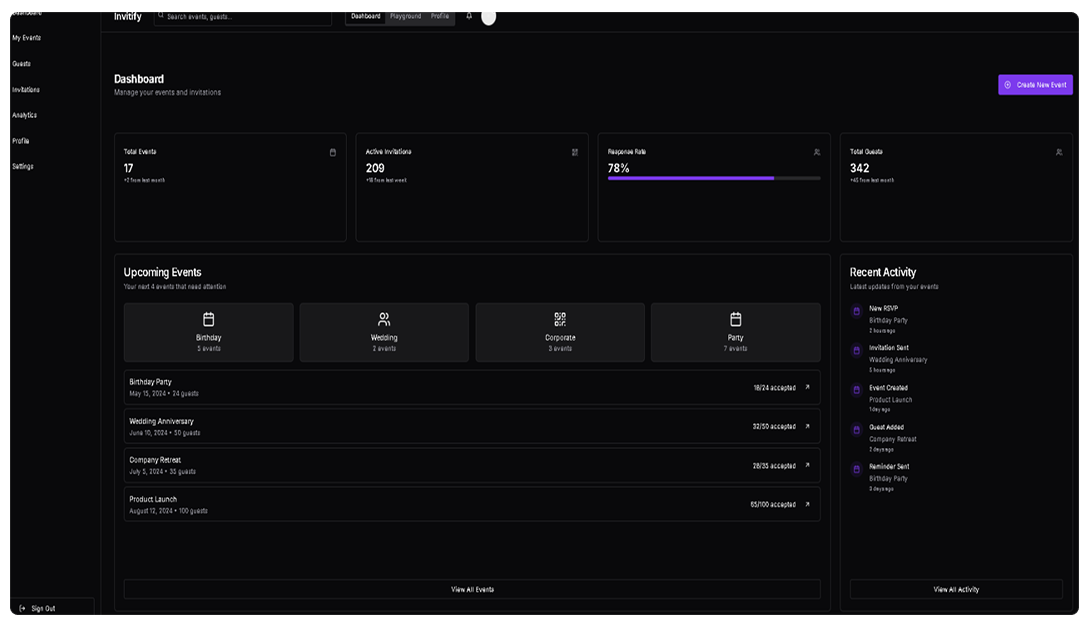 Dashboard
My Events
Guests
Invitations
Analytics
Profile
Settings
Sign Out
Invitify
Search events, guests...
Dashboard Playground Profile
Dashboard
Manage your events and invitations
Create New Event
Total Events
17
+2 from last month
Active Invitations
209
+18 from last week
Response Rate
78%
Total Guests
342
+45 from last month
Upcoming Events
Your next 4 events that need attention
Birthday
5 events
Wedding
2 events
Corporate
3 events
Party
7 events
Birthday Party
May 15, 2024 • 24 guests
18/24 accepted
Wedding Anniversary
June 10, 2024 • 50 guests
32/50 accepted
Company Retreat
July 5, 2024 • 35 guests
28/35 accepted
Product Launch
August 12, 2024 • 100 guests
65/100 accepted
View All Events
Recent Activity
Latest updates from your events
New RSVP
Birthday Party
2 hours ago
Invitation Sent
Wedding Anniversary
5 hours ago
Event Created
Product Launch
1 day ago
Guest Added
Company Retreat
2 days ago
Reminder Sent
Birthday Party
3 days ago
View All Activity